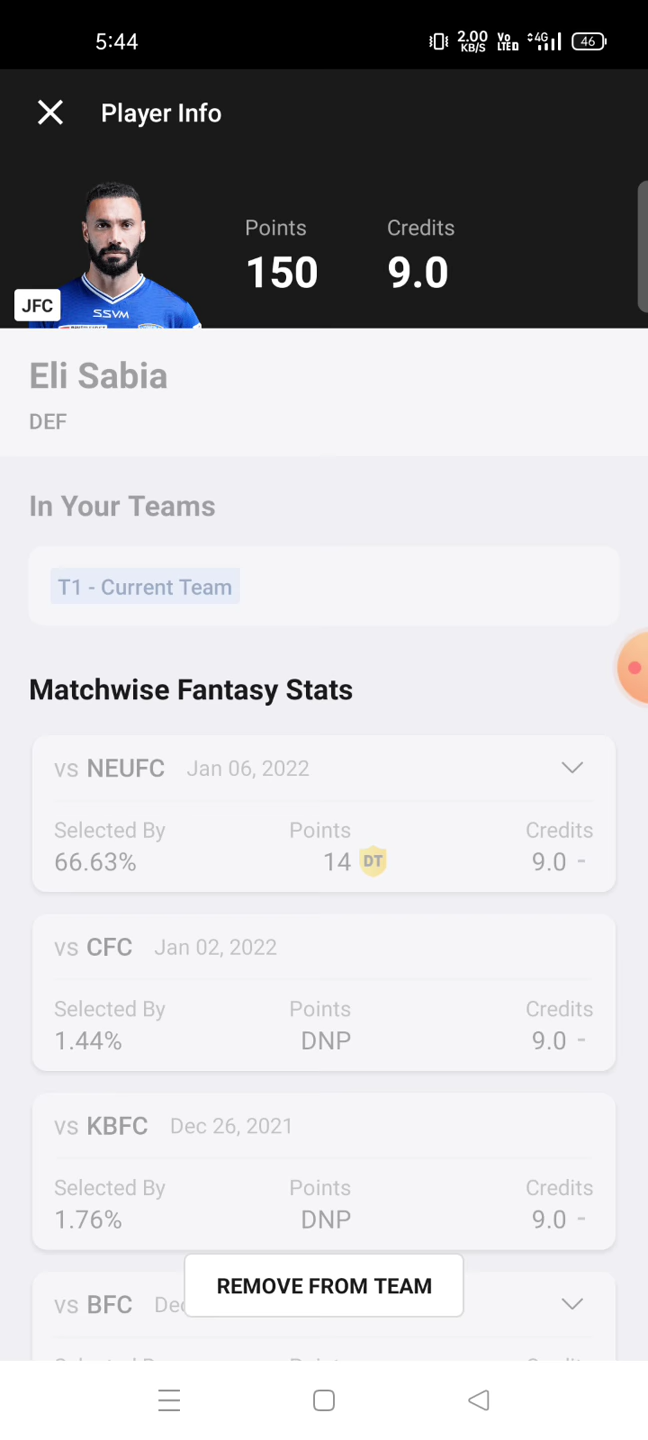 5:44 2.00 KB/S Vo LTE 4G 46
Player Info
Points Credits
150 9.0
JFC
SSVM
Eli Sabia
DEF
In Your Teams
T1 - Current Team
Matchwise Fantasy Stats
vs NEUFC Jan 06, 2022
Selected By Points Credits
66.63% 14 DT 9.0 -
vs CFC Jan 02, 2022
Selected By Points Credits
1.44% DNP 9.0 -
vs KBFC Dec 26, 2021
Selected By Points Credits
1.76% DNP 9.0 -
REMOVE FROM TEAM
vs BFC